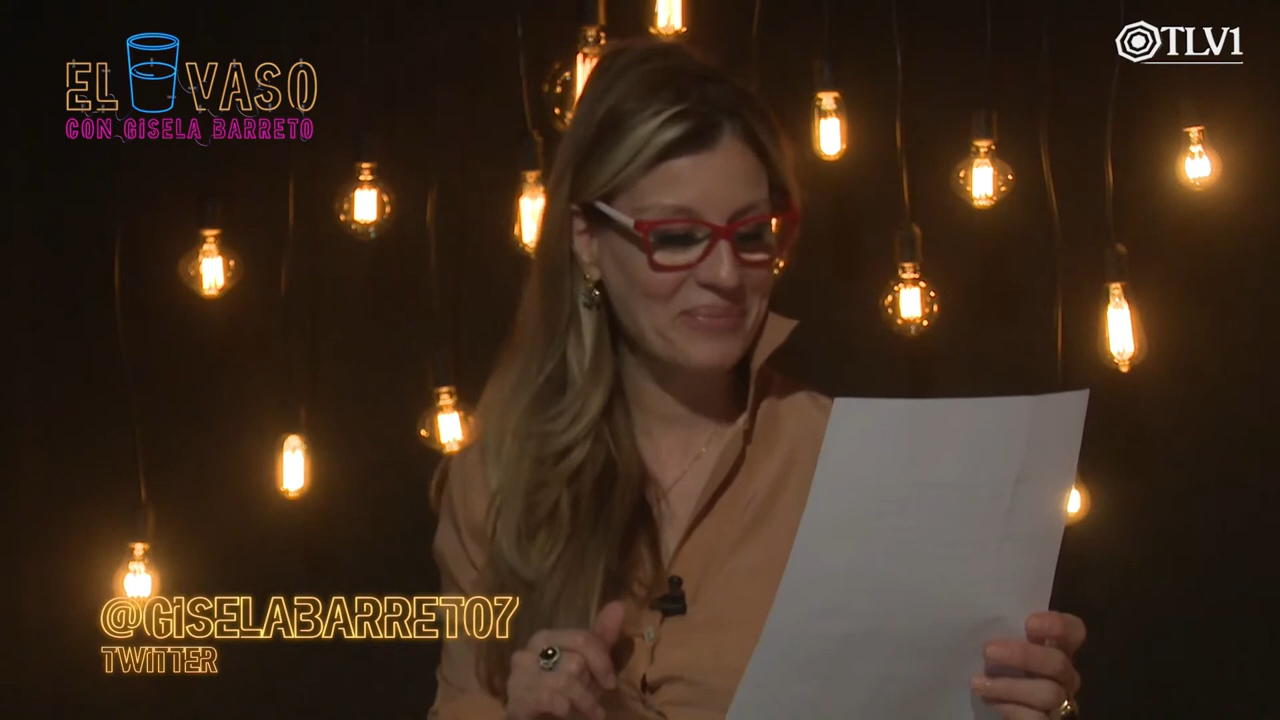 EL VASO
CON GISELA BARRETO
TLV1
@GISELABARRETO7
TWITTER